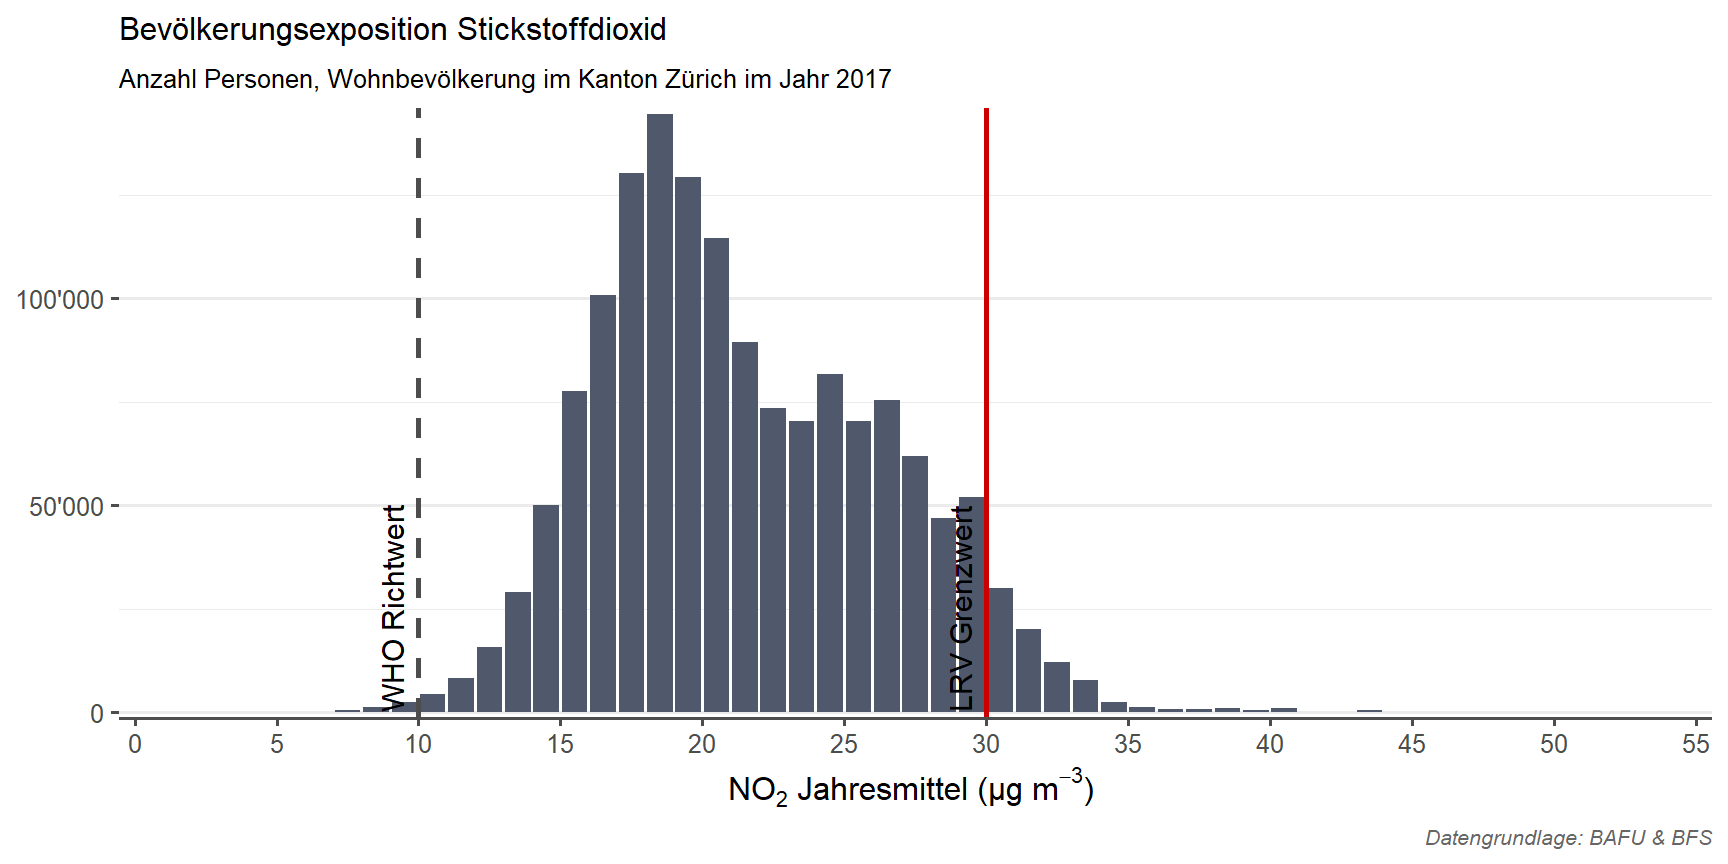 Bevölkerungsexposition Stickstoffdioxid
Anzahl Personen, Wohnbevölkerung im Kanton Zürich im Jahr 2017
100'000
50'000
0
WHO Richtwert
LRV Grenzwert
0 5 10 15 20 25 30 35 40 45 50 55
NO₂ Jahresmittel (µg m⁻³)
Datengrundlage: BAFU & BFS